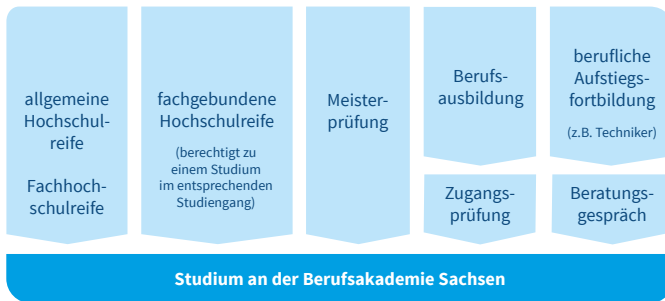 allgemeine
Hochschul-
reife
Fachhoch-
schulreife
fachgebundene
Hochschulreife
(berechtigt zu
einem Studium
im entsprechenden
Studiengang)
Meister-
prüfung
Berufs-
ausbildung
Zugangs-
prüfung
berufliche
Aufstiegs-
fortbildung
(z.B. Techniker)
Beratungs-
gespräch
Studium an der Berufsakademie Sachsen